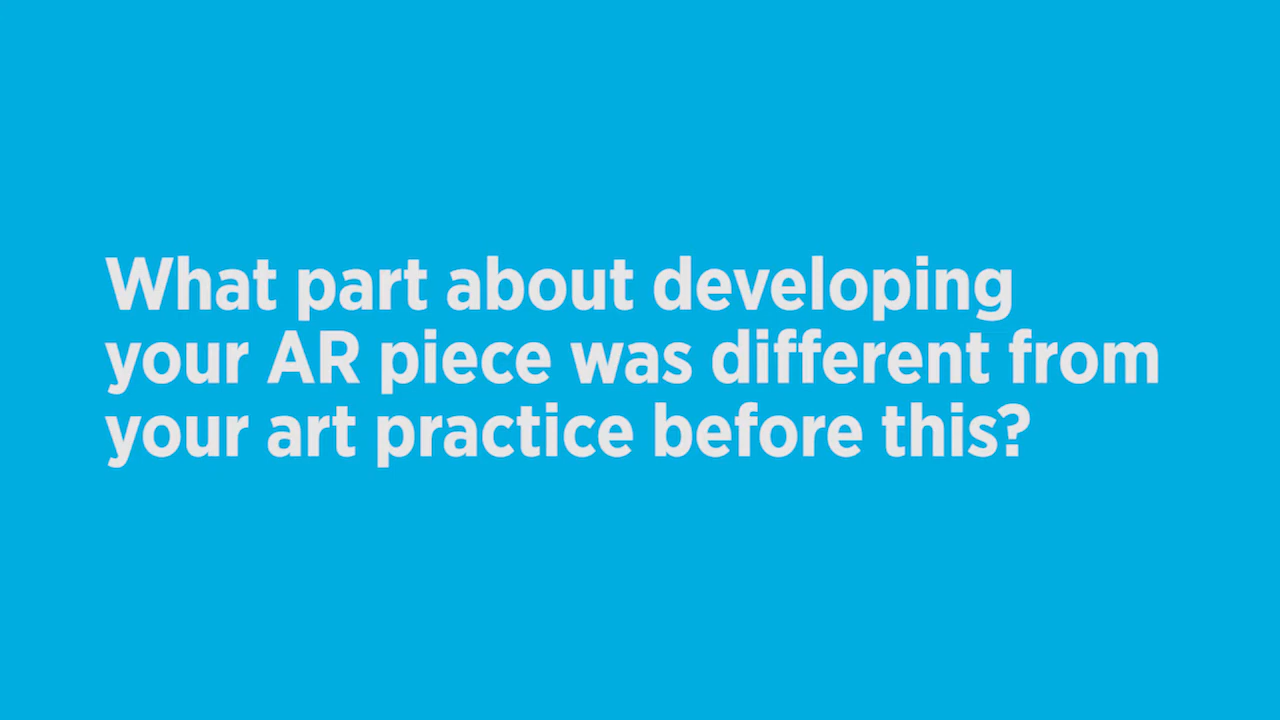 What part about developing
your AR piece was different from
your art practice before this?